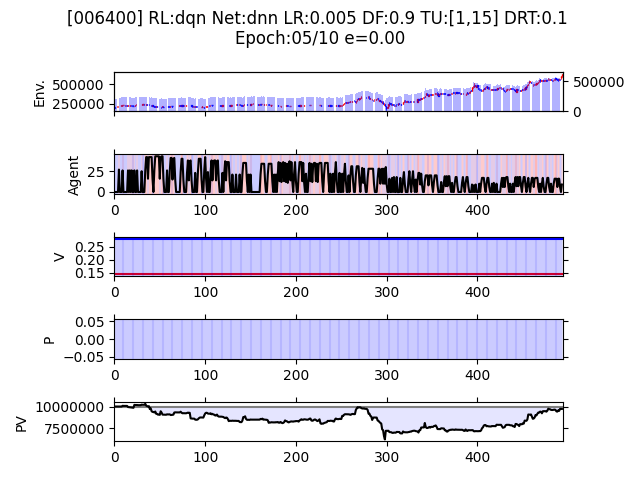 [006400] RL:dqn Net:dnn LR:0.005 DF:0.9 TU:[1,15] DRT:0.1
Epoch:05/10 e=0.00
Env.
500000
250000
500000
0
Agent
25
0
0 100 200 300 400
V
0.25
0.20
0.15
0 100 200 300 400
P
0.05
0.00
−0.05
0 100 200 300 400
PV
10000000
7500000
0 100 200 300 400